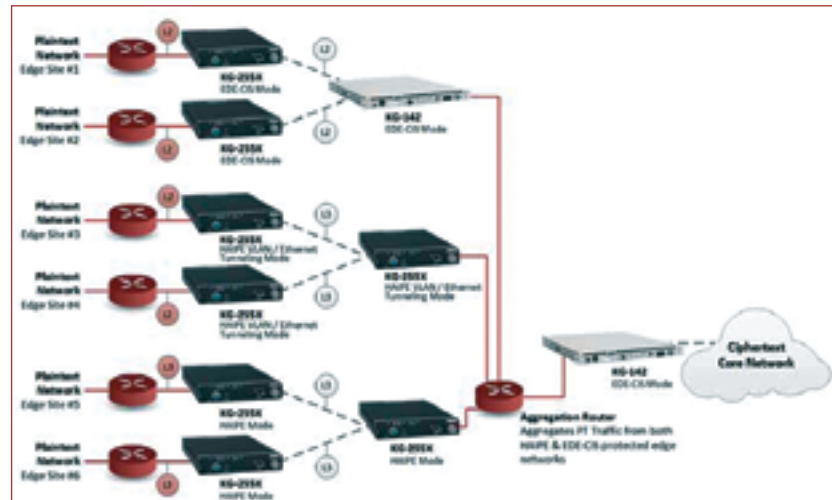 Plaintext
Network
Edge Site #1
L2
KG-255X
EDE-CIS Mode
L2
Plaintext
Network
Edge Site #2
L2
KG-255X
EDE-CIS Mode
L2
KG-142
EDE-CIS Mode
Plaintext
Network
Edge Site #3
L2
KG-255X
HAIPE VLAN / Ethernet
Tunneling Mode
L3
Plaintext
Network
Edge Site #4
L2
KG-255X
HAIPE VLAN / Ethernet
Tunneling Mode
L3
KG-255X
HAIPE VLAN / Ethernet
Tunneling Mode
Plaintext
Network
Edge Site #5
L3
KG-255X
HAIPE Mode
L3
Plaintext
Network
Edge Site #6
L3
KG-255X
HAIPE Mode
L3
KG-255X
HAIPE Mode
Aggregation Router
Aggregates PT Traffic from both
HAIPE & EDE-CIS protected edge
networks
KG-142
EDE-CIS Mode
Ciphertext
Core Network